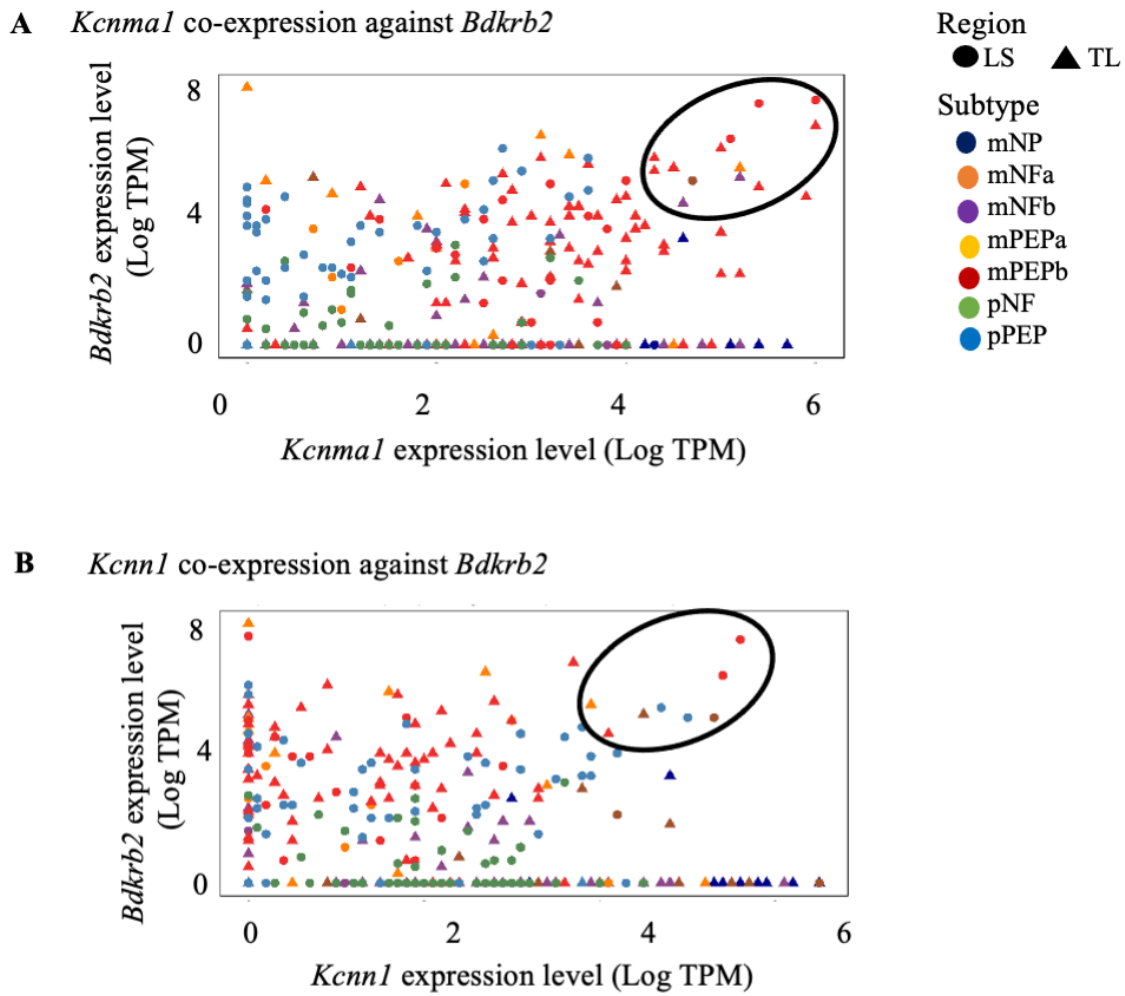 A Kcnma1 co-expression against Bdkrb2
Bdkrb2 expression level
(Log TPM)
8
4
0
0 2 4 6
Kcnma1 expression level (Log TPM)
Region
LS TL
Subtype
mNP
mNFa
mNFb
mPEPa
mPEPb
pNF
pPEP
B Kcnn1 co-expression against Bdkrb2
Bdkrb2 expression level
(Log TPM)
8
4
0
0 2 4 6
Kcnn1 expression level (Log TPM)